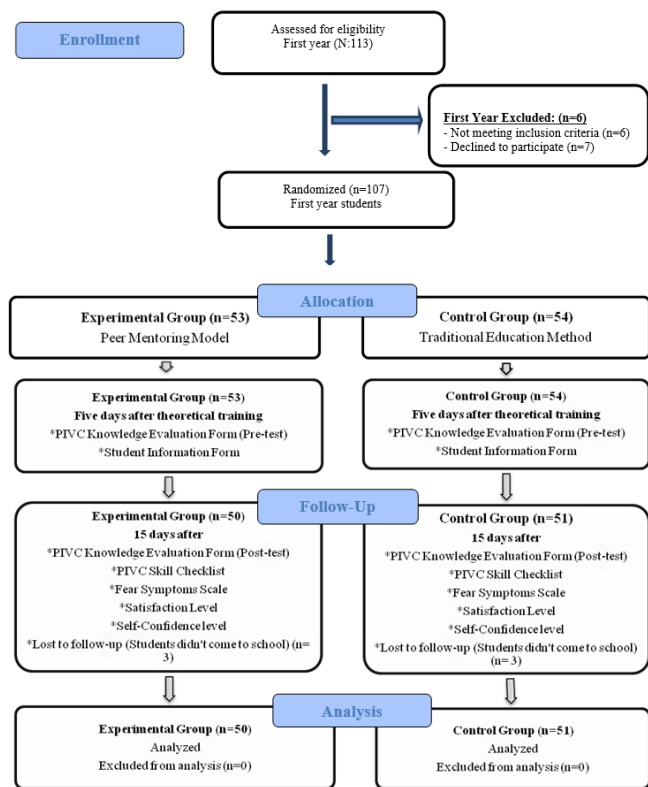 Enrollment
Assessed for eligibility
First year (N:113)
First Year Excluded: (n=6)
- Not meeting inclusion criteria (n=6)
- Declined to participate (n=7)
Randomized (n=107)
First year students
Allocation
Experimental Group (n=53)
Peer Mentoring Model
Control Group (n=54)
Traditional Education Method
Experimental Group (n=53)
Five days after theoretical training
*PIVC Knowledge Evaluation Form (Pre-test)
*Student Information Form
Control Group (n=54)
Five days after theoretical training
*PIVC Knowledge Evaluation Form (Pre-test)
*Student Information Form
Follow-Up
Experimental Group (n=50)
15 days after
*PIVC Knowledge Evaluation Form (Post-test)
*PIVC Skill Checklist
*Fear Symptoms Scale
*Satisfaction Level
*Self-Confidence level
*Lost to follow-up (Students didn't come to school) (n=
3)
Control Group (n=51)
15 days after
*PIVC Knowledge Evaluation Form (Post-test)
*PIVC Skill Checklist
*Fear Symptoms Scale
*Satisfaction Level
*Self-Confidence level
*Lost to follow-up (Students didn't come to school)
(n= 3)
Analysis
Experimental Group (n=50)
Analyzed
Excluded from analysis (n=0)
Control Group (n=51)
Analyzed
Excluded from analysis (n=0)